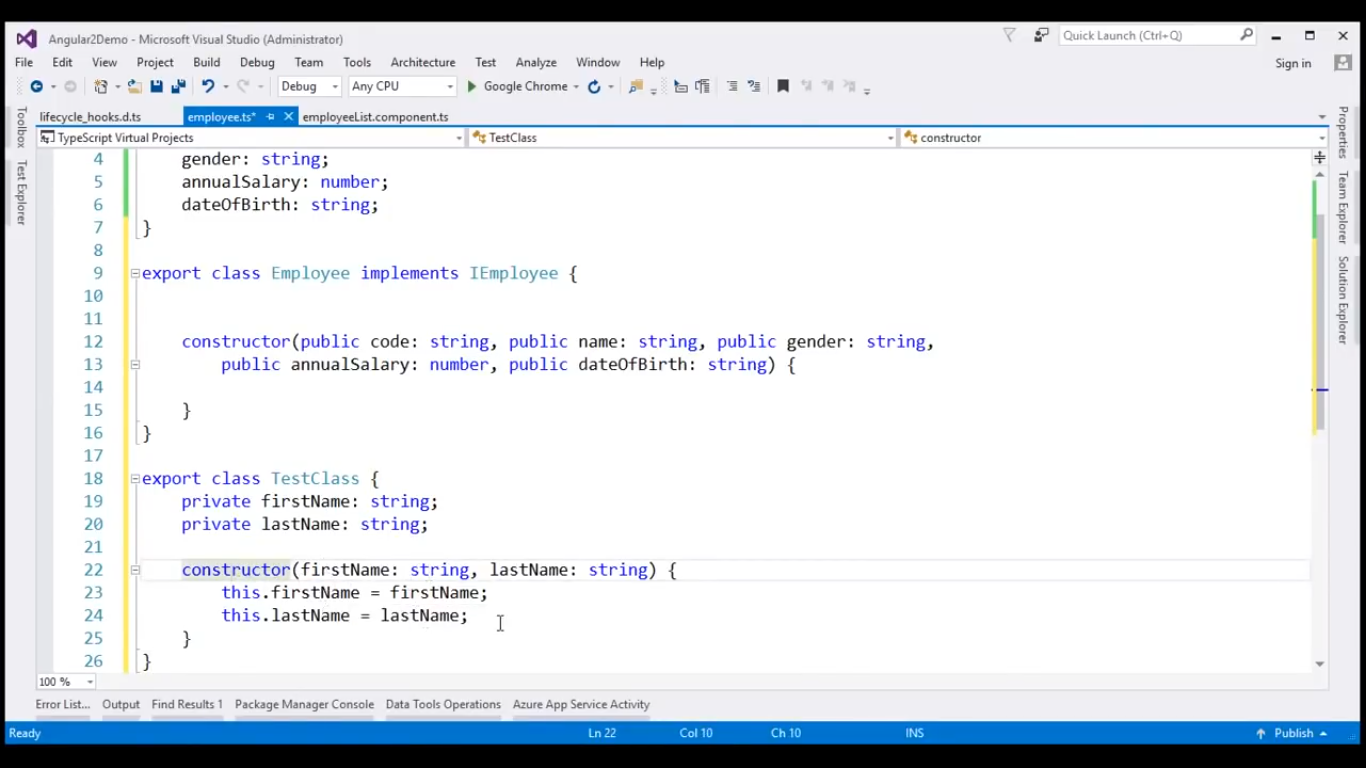 Angular2Demo - Microsoft Visual Studio (Administrator)
Quick Launch (Ctrl+Q)
File Edit View Project Build Debug Team Tools Architecture Test Analyze Window Help
Sign in
Debug Any CPU Google Chrome
lifecycle_hooks.d.ts employee.ts* employeeList.component.ts
TypeScript Virtual Projects TestClass constructor
Toolbox
Test Explorer
Properties
Team Explorer
Solution Explorer
4 gender: string;
5 annualSalary: number;
6 dateOfBirth: string;
7 }
8
9 export class Employee implements IEmployee {
10
11
12 constructor(public code: string, public name: string, public gender: string,
13 public annualSalary: number, public dateOfBirth: string) {
14
15 }
16 }
17
18 export class TestClass {
19 private firstName: string;
20 private lastName: string;
21
22 constructor(firstName: string, lastName: string) {
23 this.firstName = firstName;
24 this.lastName = lastName;
25 }
26 }
100 %
Error List... Output Find Results 1 Package Manager Console Data Tools Operations Azure App Service Activity
Ready Ln 22 Col 10 Ch 10 INS Publish